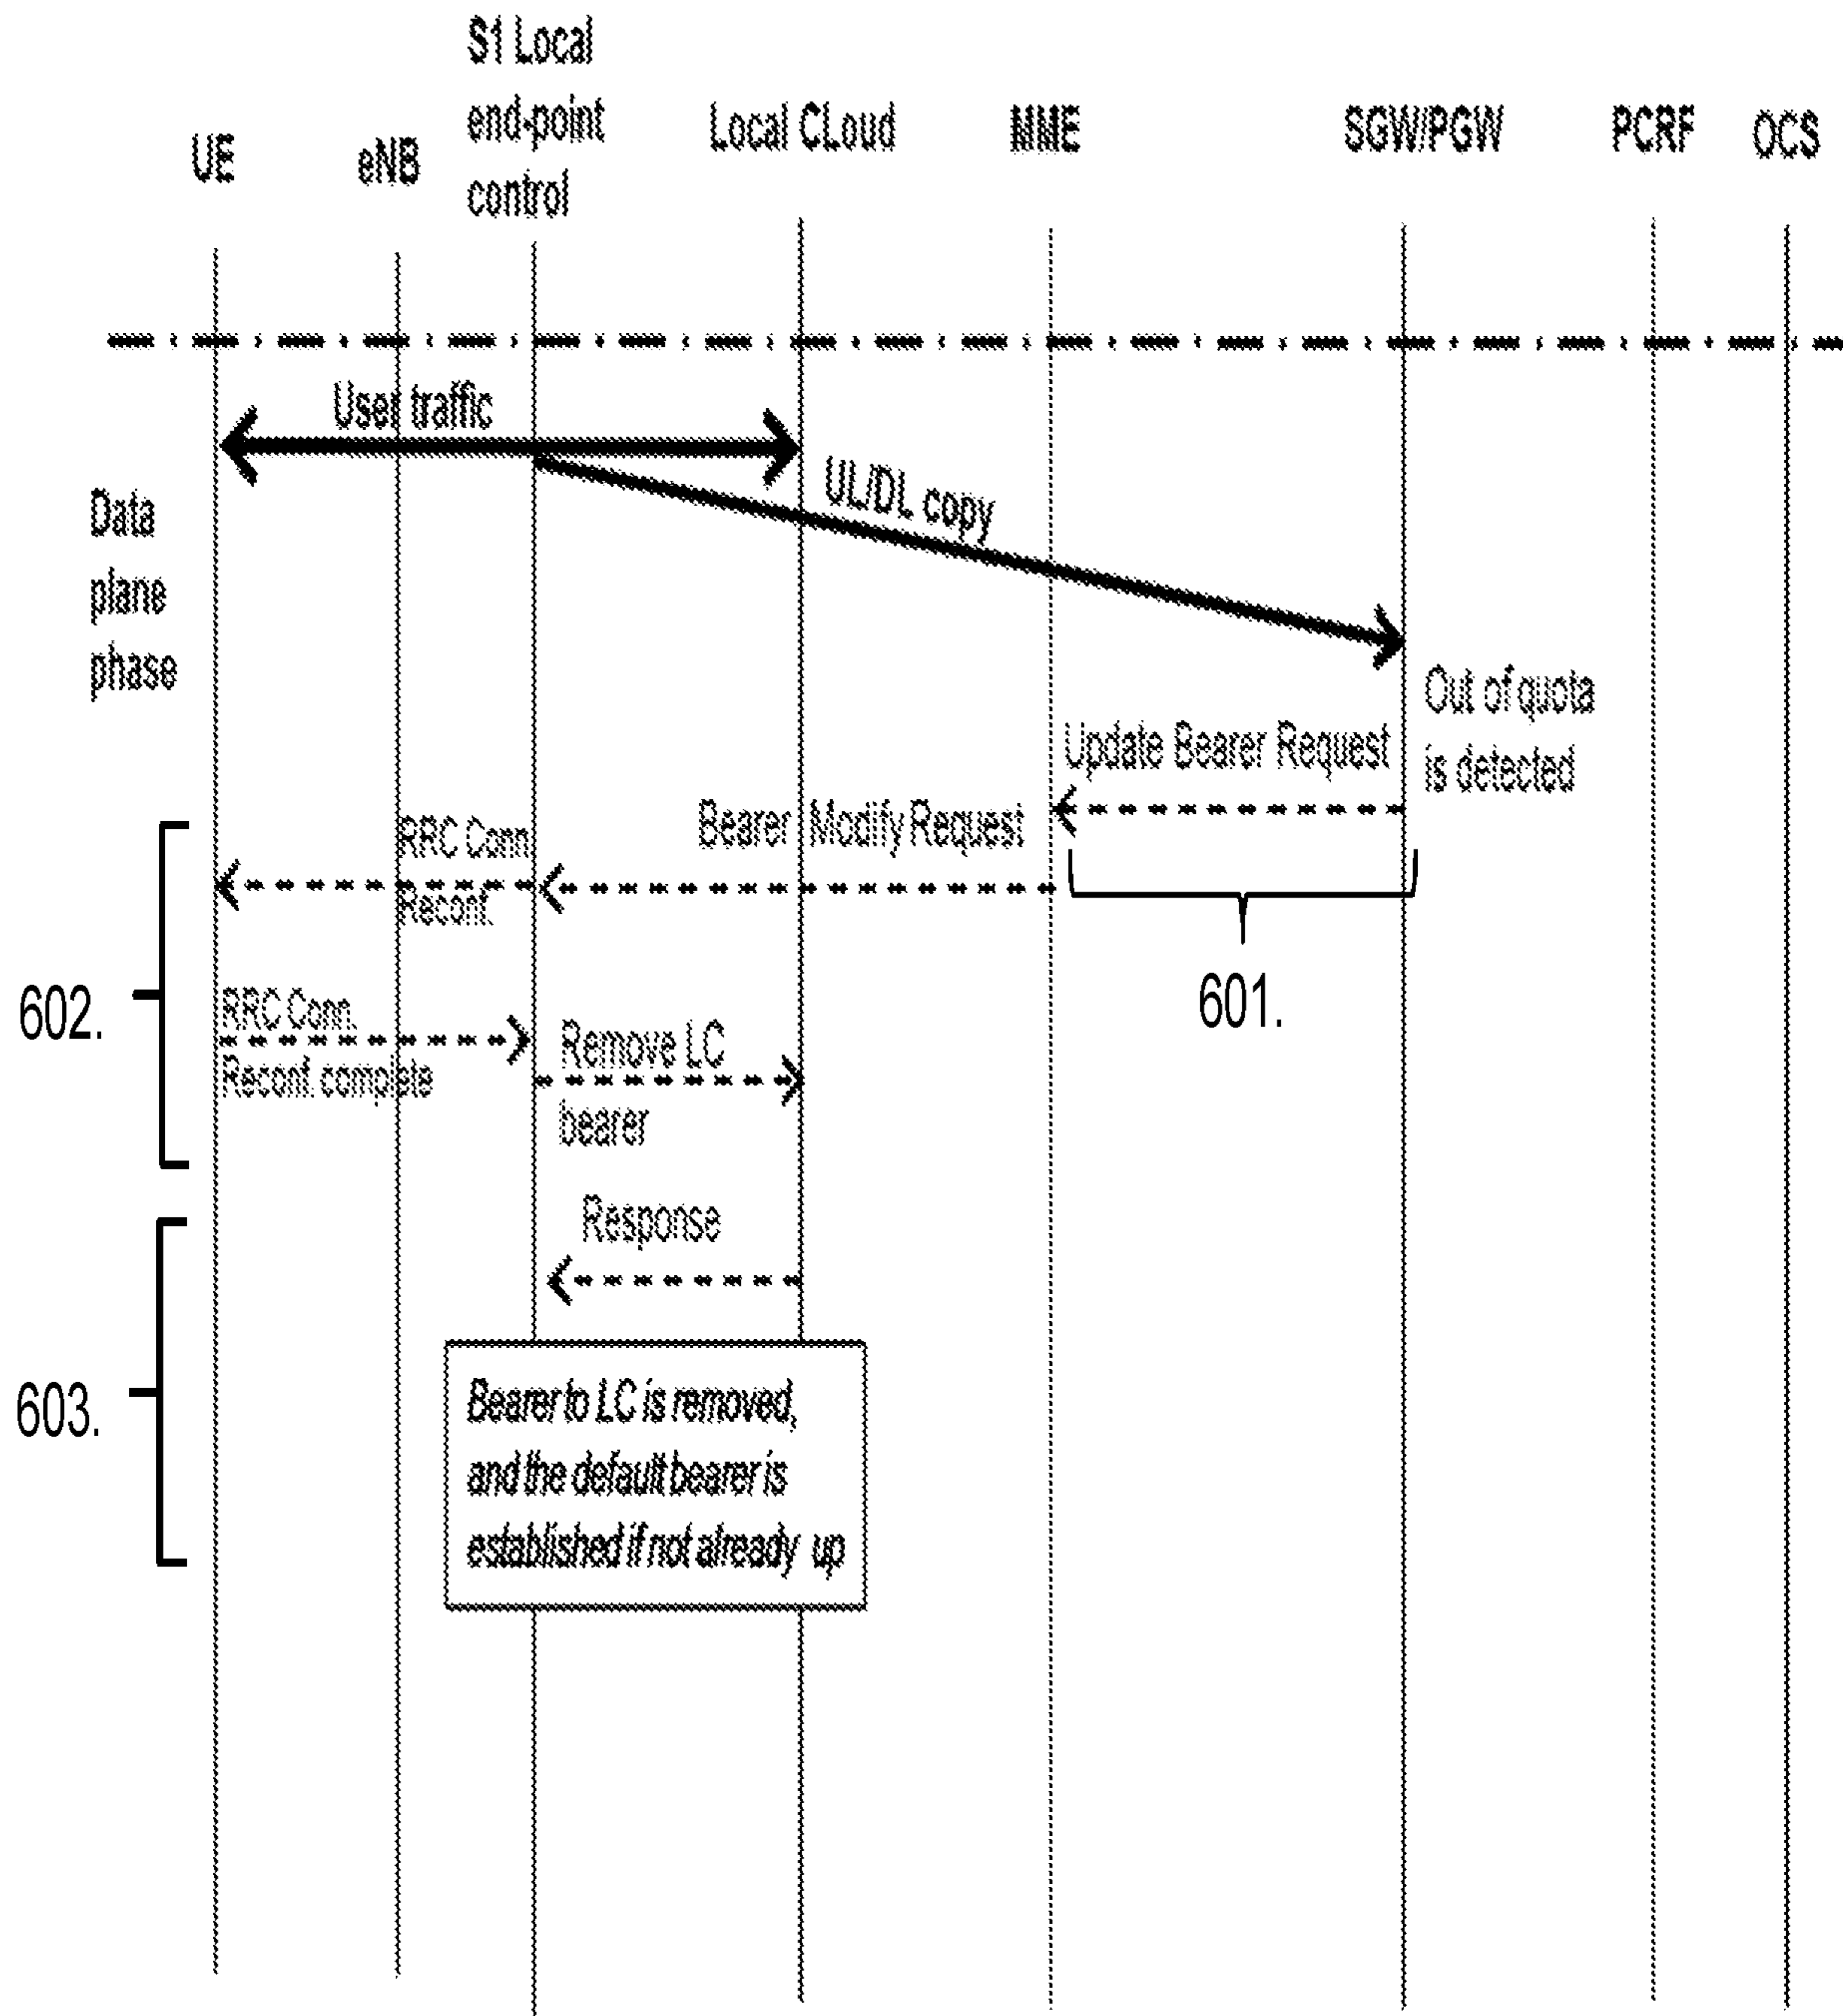 S1 Local
end-point
control
UE
eNB
Local CLoud
MME
SGW/PGW
PCRF
OCS
User traffic
UL/DL copy
Data
plane
phase
Out of quota
is detected
Update Bearer Request
Bearer Modify Request
RRC Conn
Reconf.
601.
602.
RRC Conn.
Reconf. complete
Remove LC
bearer
Response
603.
Bearer to LC is removed,
and the default bearer is
established if not already up